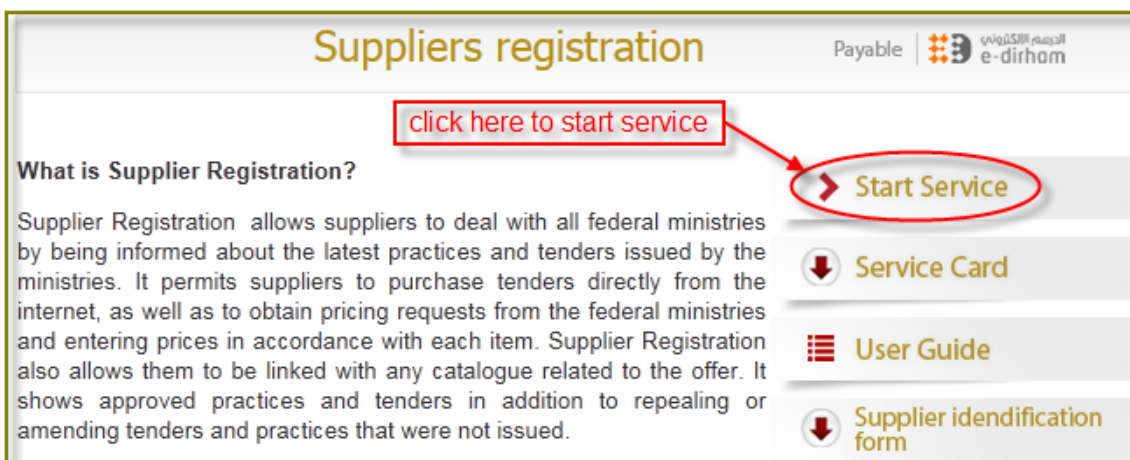 Suppliers registration
Payable
الدرهم الإلكتروني
e-dirham
click here to start service
What is Supplier Registration?
Supplier Registration allows suppliers to deal with all federal ministries
by being informed about the latest practices and tenders issued by the
ministries. It permits suppliers to purchase tenders directly from the
internet, as well as to obtain pricing requests from the federal ministries
and entering prices in accordance with each item. Supplier Registration
also allows them to be linked with any catalogue related to the offer. It
shows approved practices and tenders in addition to repealing or
amending tenders and practices that were not issued.
Start Service
Service Card
User Guide
Supplier idendification
form